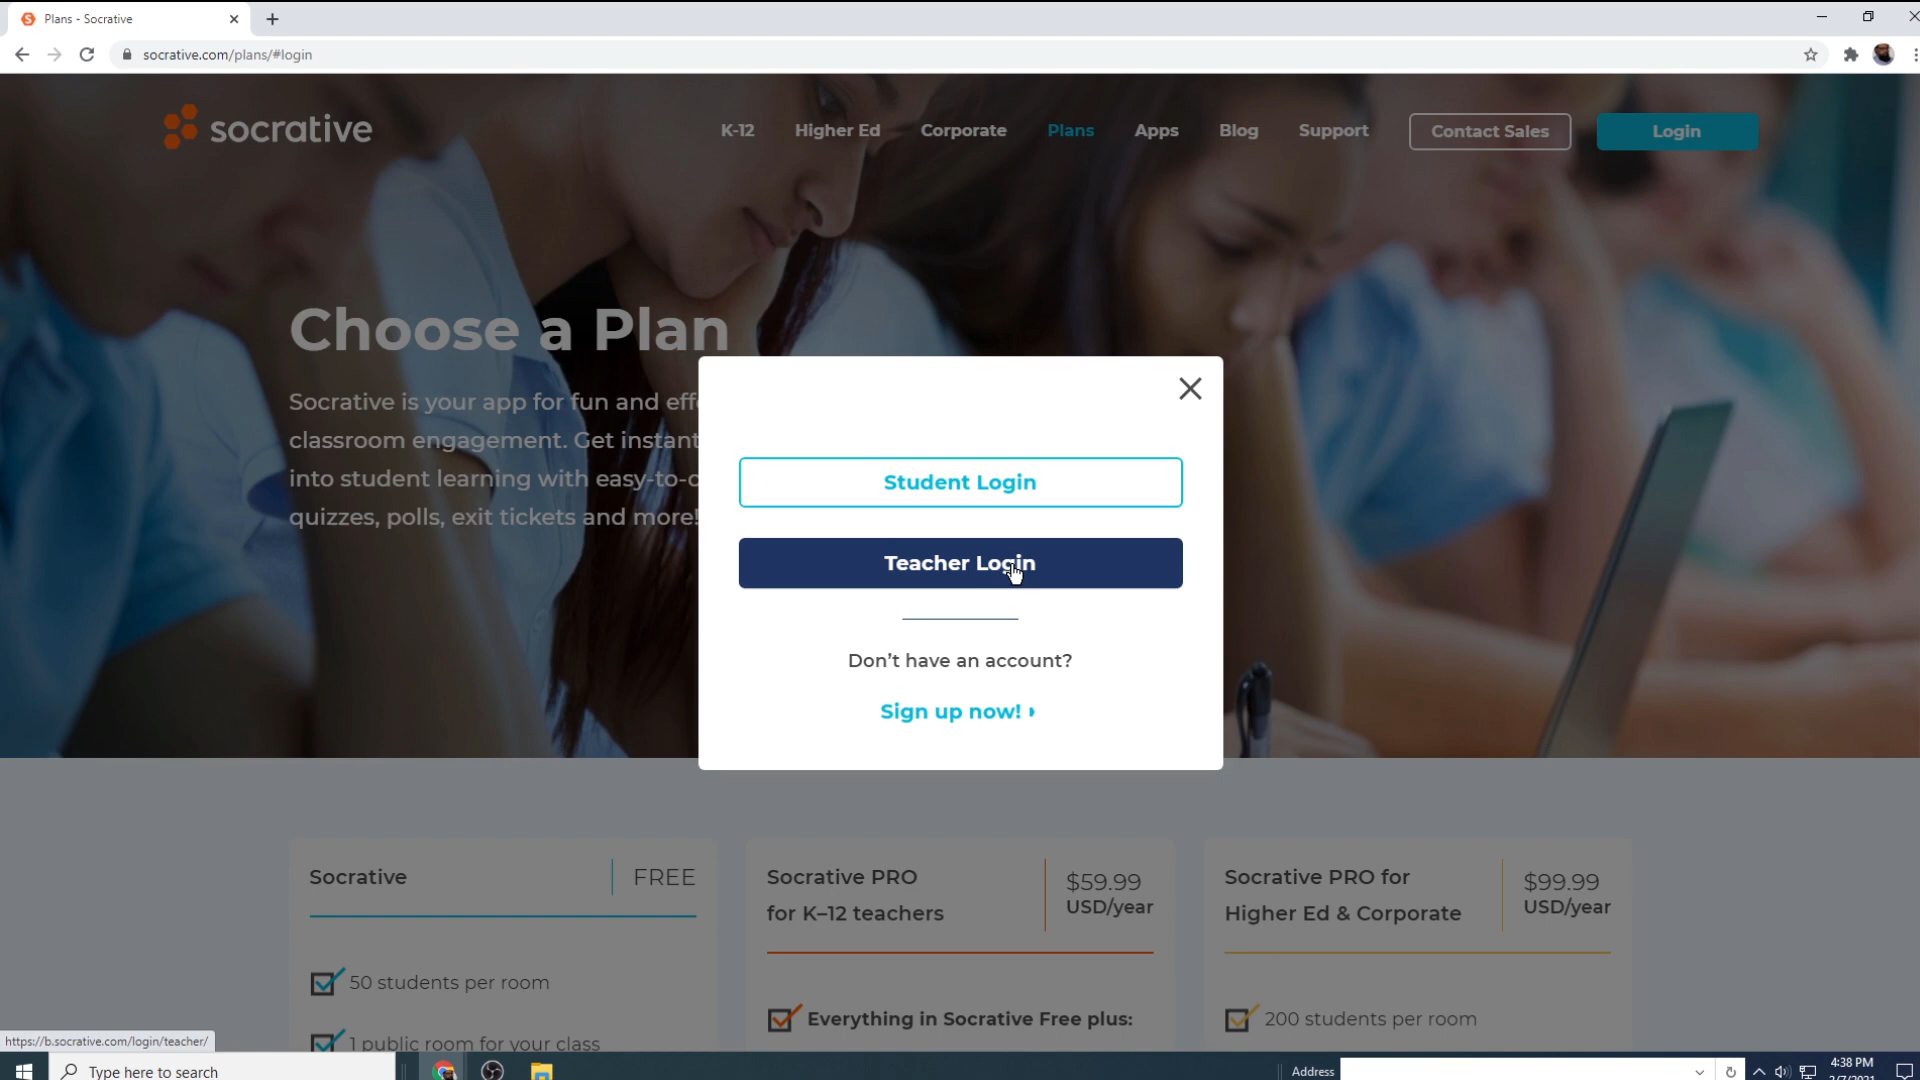 Plans - Socrative
socrative.com/plans/#login
socrative
K-12 Higher Ed Corporate Plans Apps Blog Support Contact Sales Login
Choose a Plan
Socrative is your app for fun and eff
classroom engagement. Get instant
into student learning with easy-to-c
quizzes, polls, exit tickets and more!
Student Login
Teacher Login
Don't have an account?
Sign up now!
Socrative FREE
50 students per room
1 public room for your class
Socrative PRO
for K–12 teachers
$59.99
USD/year
Everything in Socrative Free plus:
Socrative PRO for
Higher Ed & Corporate
$99.99
USD/year
200 students per room
https://b.socrative.com/login/teacher/
Type here to search
Address
4:38 PM